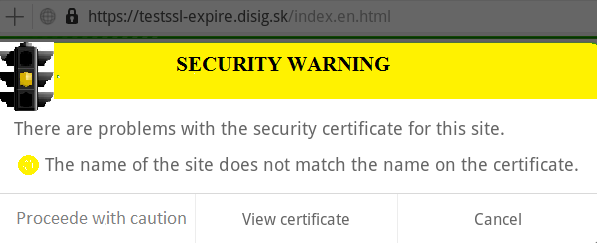 https://testssl-expire.disig.sk/index.en.html
SECURITY WARNING
There are problems with the security certificate for this site.
The name of the site does not match the name on the certificate.
Proceede with caution View certificate Cancel